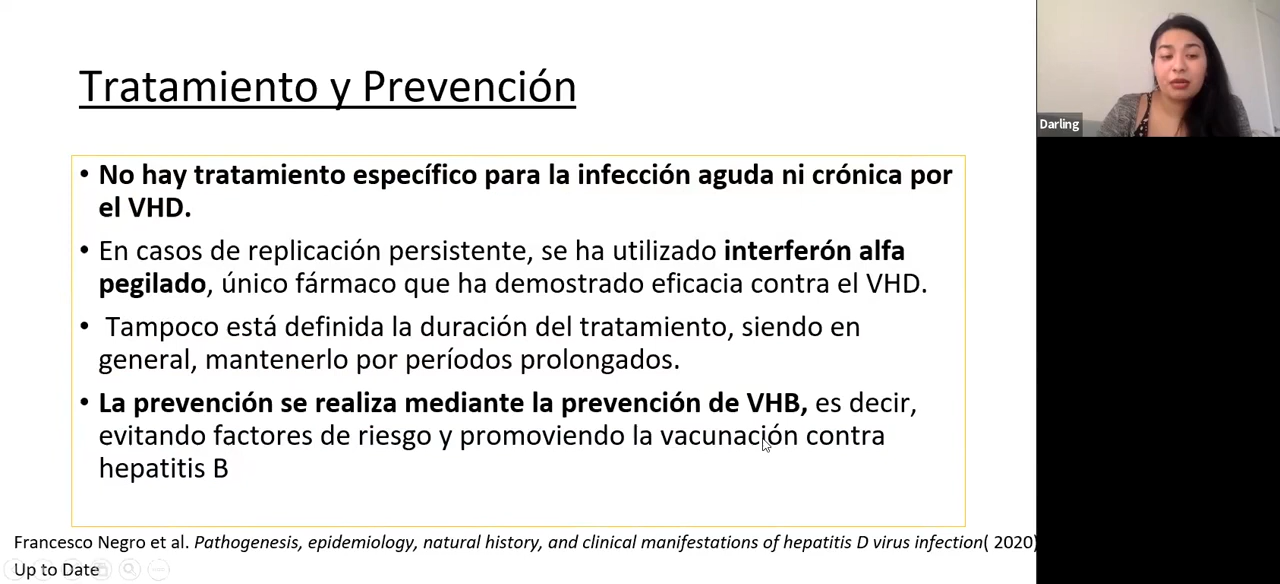 Tratamiento y Prevención
• No hay tratamiento específico para la infección aguda ni crónica por
el VHD.
• En casos de replicación persistente, se ha utilizado interferón alfa
pegilado, único fármaco que ha demostrado eficacia contra el VHD.
• Tampoco está definida la duración del tratamiento, siendo en
general, mantenerlo por períodos prolongados.
• La prevención se realiza mediante la prevención de VHB, es decir,
evitando factores de riesgo y promoviendo la vacunación contra
hepatitis B
Francesco Negro et al. Pathogenesis, epidemiology, natural history, and clinical manifestations of hepatitis D virus infection( 2020)
Up to Date
Darling